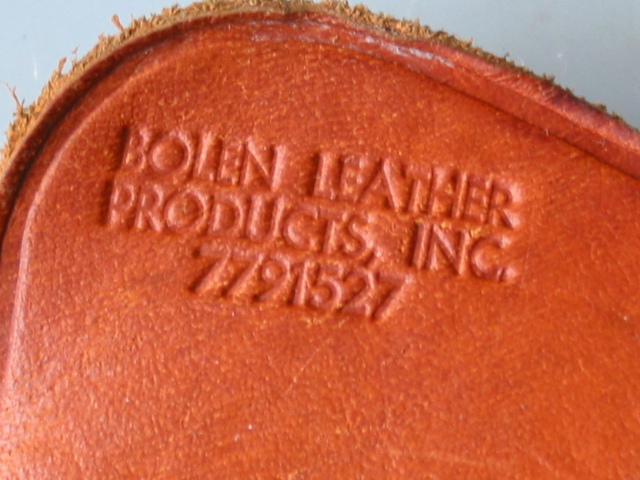 BOLEN LEATHER
PRODUCTS, INC.
7791527